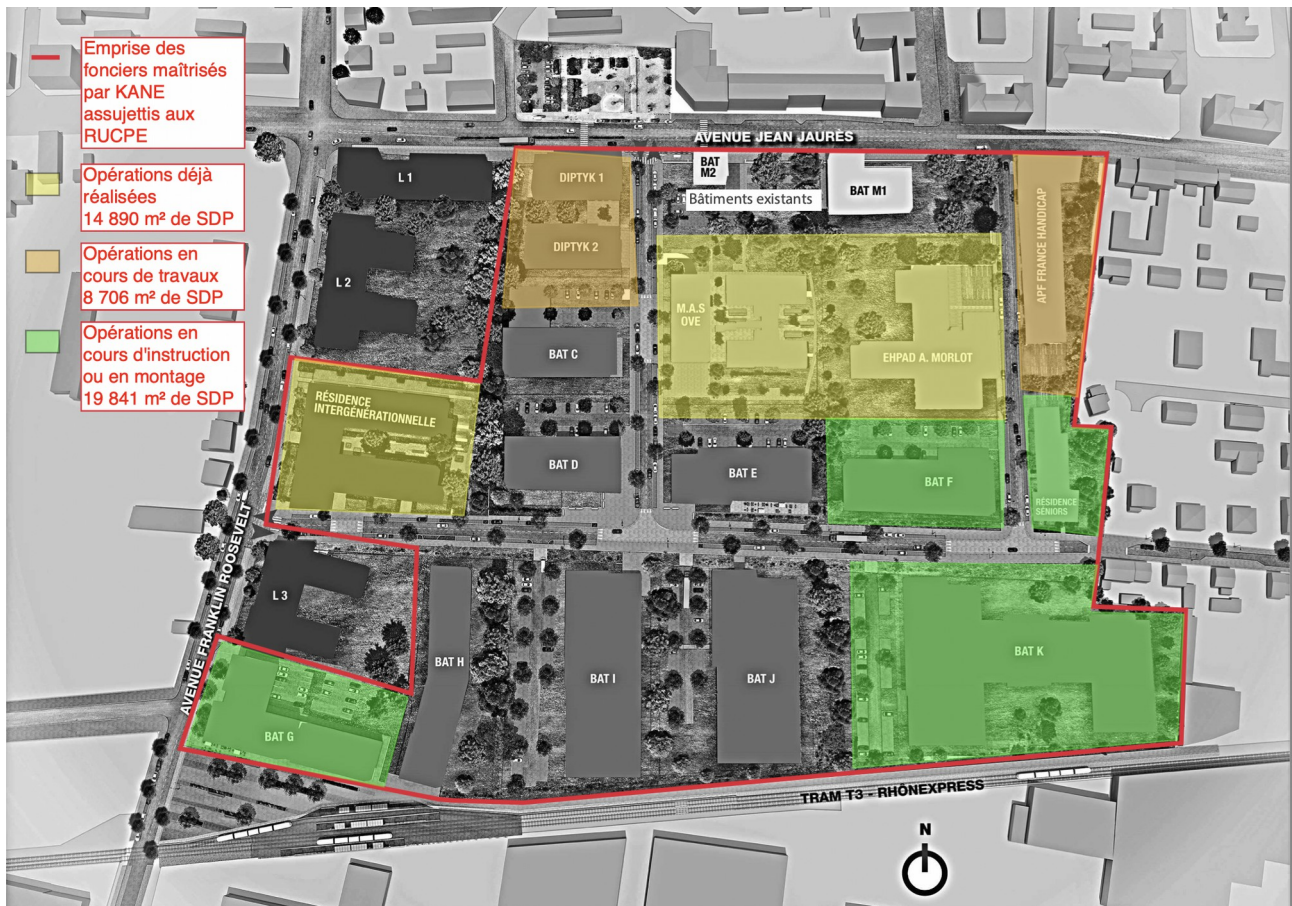 Emprise des
fonciers maîtrisés
par KANE
assujettis aux
RUCPE
Opérations déjà
réalisées
14 890 m² de SDP
Opérations en
cours de travaux
8 706 m² de SDP
Opérations en
cours d'instruction
ou en montage
19 841 m² de SDP
AVENUE JEAN JAURÈS
L 1
DIPTYK 1
BAT
M2
BAT M1
Bâtiments existants
DIPTYK 2
APF FRANCE HANDICAP
L 2
M.A.S
OVE
BAT C
EHPAD A. MORLOT
RÉSIDENCE
INTERGÉNÉRATIONNELLE
BAT D
BAT E
BAT F
RÉSIDENCE
SÉNIORS
AVENUE FRANKLIN ROOSEVELT
L 3
BAT H
BAT I
BAT J
BAT K
BAT G
TRAM T3 - RHÔNEXPRESS
N